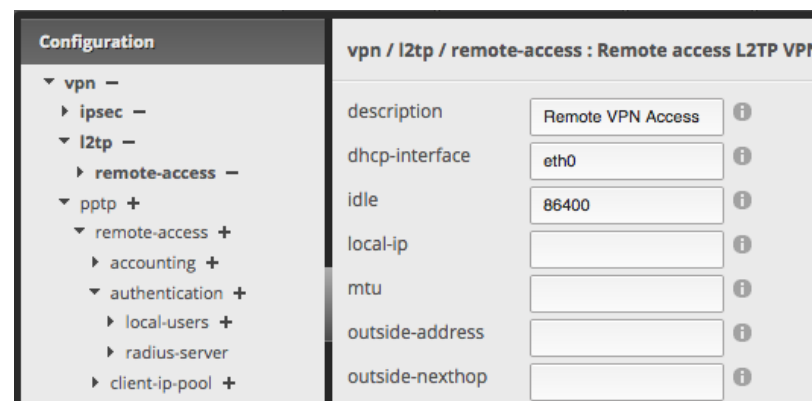 Configuration
vpn −
ipsec −
l2tp −
remote-access −
pptp +
remote-access +
accounting +
authentication +
local-users +
radius-server
client-ip-pool +
vpn / l2tp / remote-access : Remote access L2TP VPN
description Remote VPN Access
dhcp-interface eth0
idle 86400
local-ip
mtu
outside-address
outside-nexthop